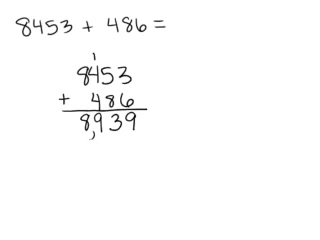 8453 + 486 =
1
8453
+ 486
8,939